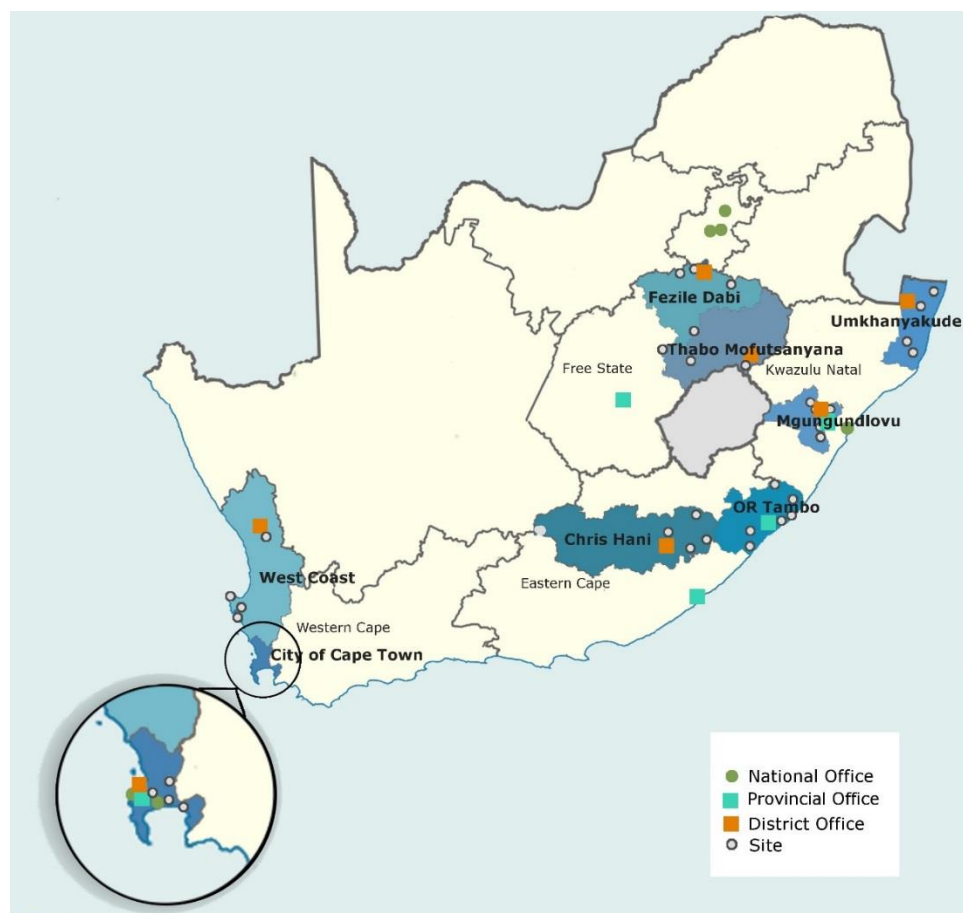 Fezile Dabi
Umkhanyakude
Thabo Mofutsanyana
Free State
Kwazulu Natal
Mgungundlovu
OR Tambo
Chris Hani
West Coast
Eastern Cape
Western Cape
City of Cape Town
National Office
Provincial Office
District Office
Site